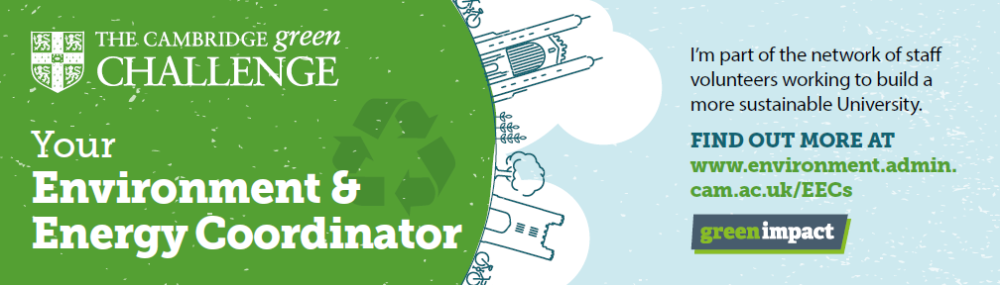 THE CAMBRIDGE green
CHALLENGE
Your
Environment &
Energy Coordinator
I'm part of the network of staff
volunteers working to build a
more sustainable University.
FIND OUT MORE AT
www.environment.admin.
cam.ac.uk/EECs
greenimpact